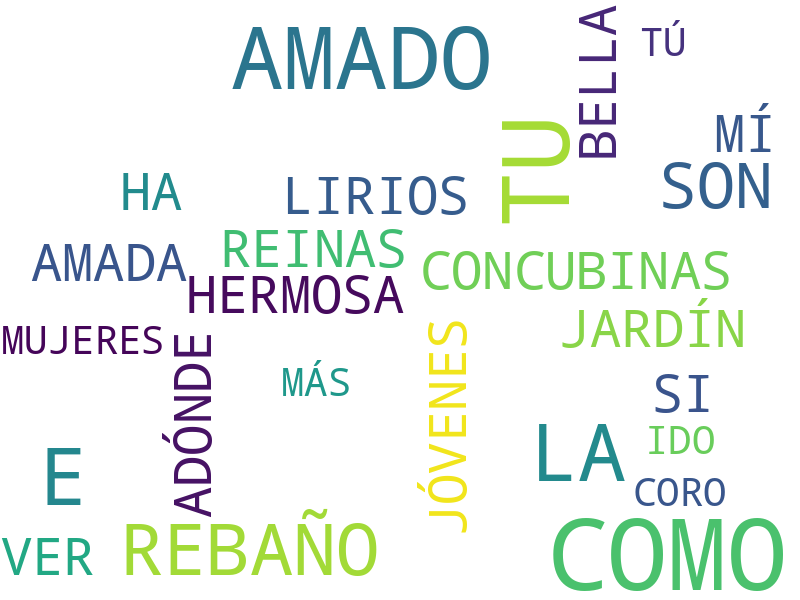 AMADO
BELLA
TÚ
TU
MÍ
HA
LIRIOS
SON
AMADA
REINAS
CONCUBINAS
HERMOSA
MUJERES
ADÓNDE
JÓVENES
JARDÍN
MÁS
SI
E
LA
IDO
CORO
VER
REBAÑO
COMO